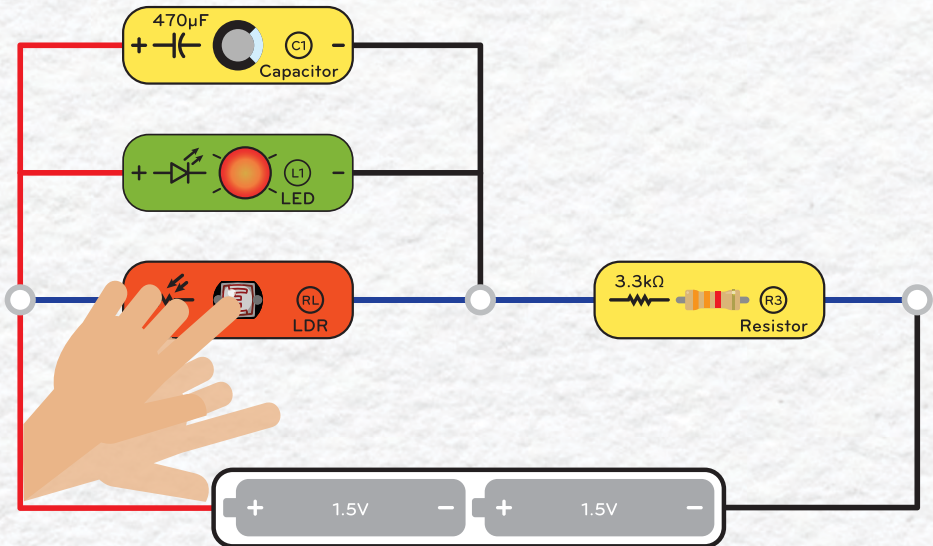 470µF
+ C1 -
Capacitor
+ L1 -
LED
RL
LDR
3.3kΩ
R3
Resistor
+ 1.5V - + 1.5V -